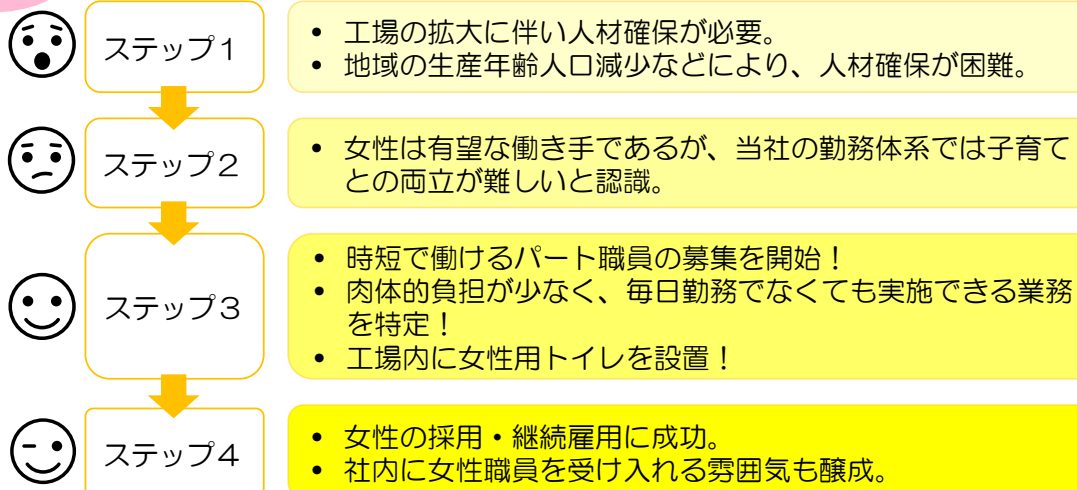 ステップ１
• 工場の拡大に伴い人材確保が必要。
• 地域の生産年齢人口減少などにより、人材確保が困難。
ステップ２
• 女性は有望な働き手であるが、当社の勤務体系では子育て
との両立が難しいと認識。
ステップ３
• 時短で働けるパート職員の募集を開始！
• 肉体的負担が少なく、毎日勤務でなくても実施できる業務
を特定！
• 工場内に女性用トイレを設置！
ステップ４
• 女性の採用・継続雇用に成功。
• 社内に女性職員を受け入れる雰囲気も醸成。